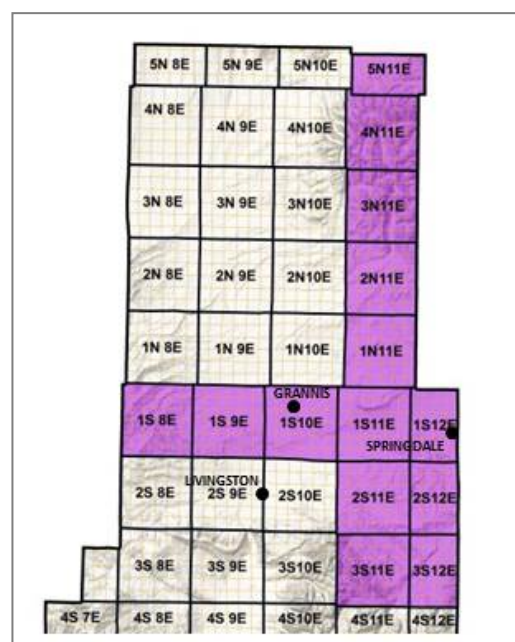 5N 8E 5N 9E 5N10E 5N11E
4N 8E 4N 9E 4N10E 4N11E
3N 8E 3N 9E 3N10E 3N11E
2N 8E 2N 9E 2N10E 2N11E
1N 8E 1N 9E 1N10E 1N11E
GRANNIS
1S 8E 1S 9E 1S10E 1S11E 1S12E
SPRINGDALE
LIVINGSTON
2S 8E 2S 9E 2S10E 2S11E 2S12E
3S 8E 3S 9E 3S10E 3S11E 3S12E
4S 7E 4S 8E 4S 9E 4S10E 4S11E 4S12E